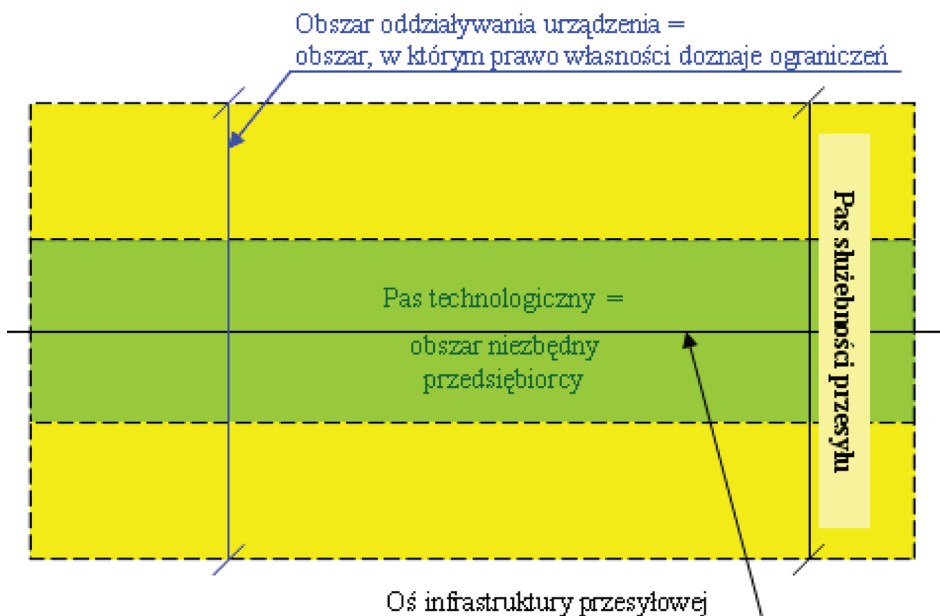 Obszar oddziaływania urządzenia =
obszar, w którym prawo własności doznaje ograniczeń
Pas technologiczny =
obszar niezbędny
przedsiębiorcy
Pas służebności przesyłu
Oś infrastruktury przesyłowej